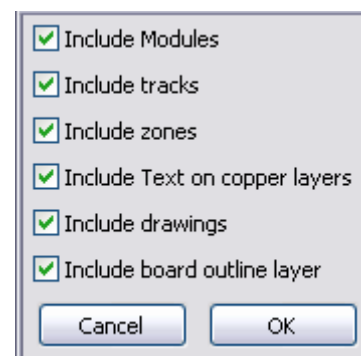 Include Modules
Include tracks
Include zones
Include Text on copper layers
Include drawings
Include board outline layer
Cancel OK